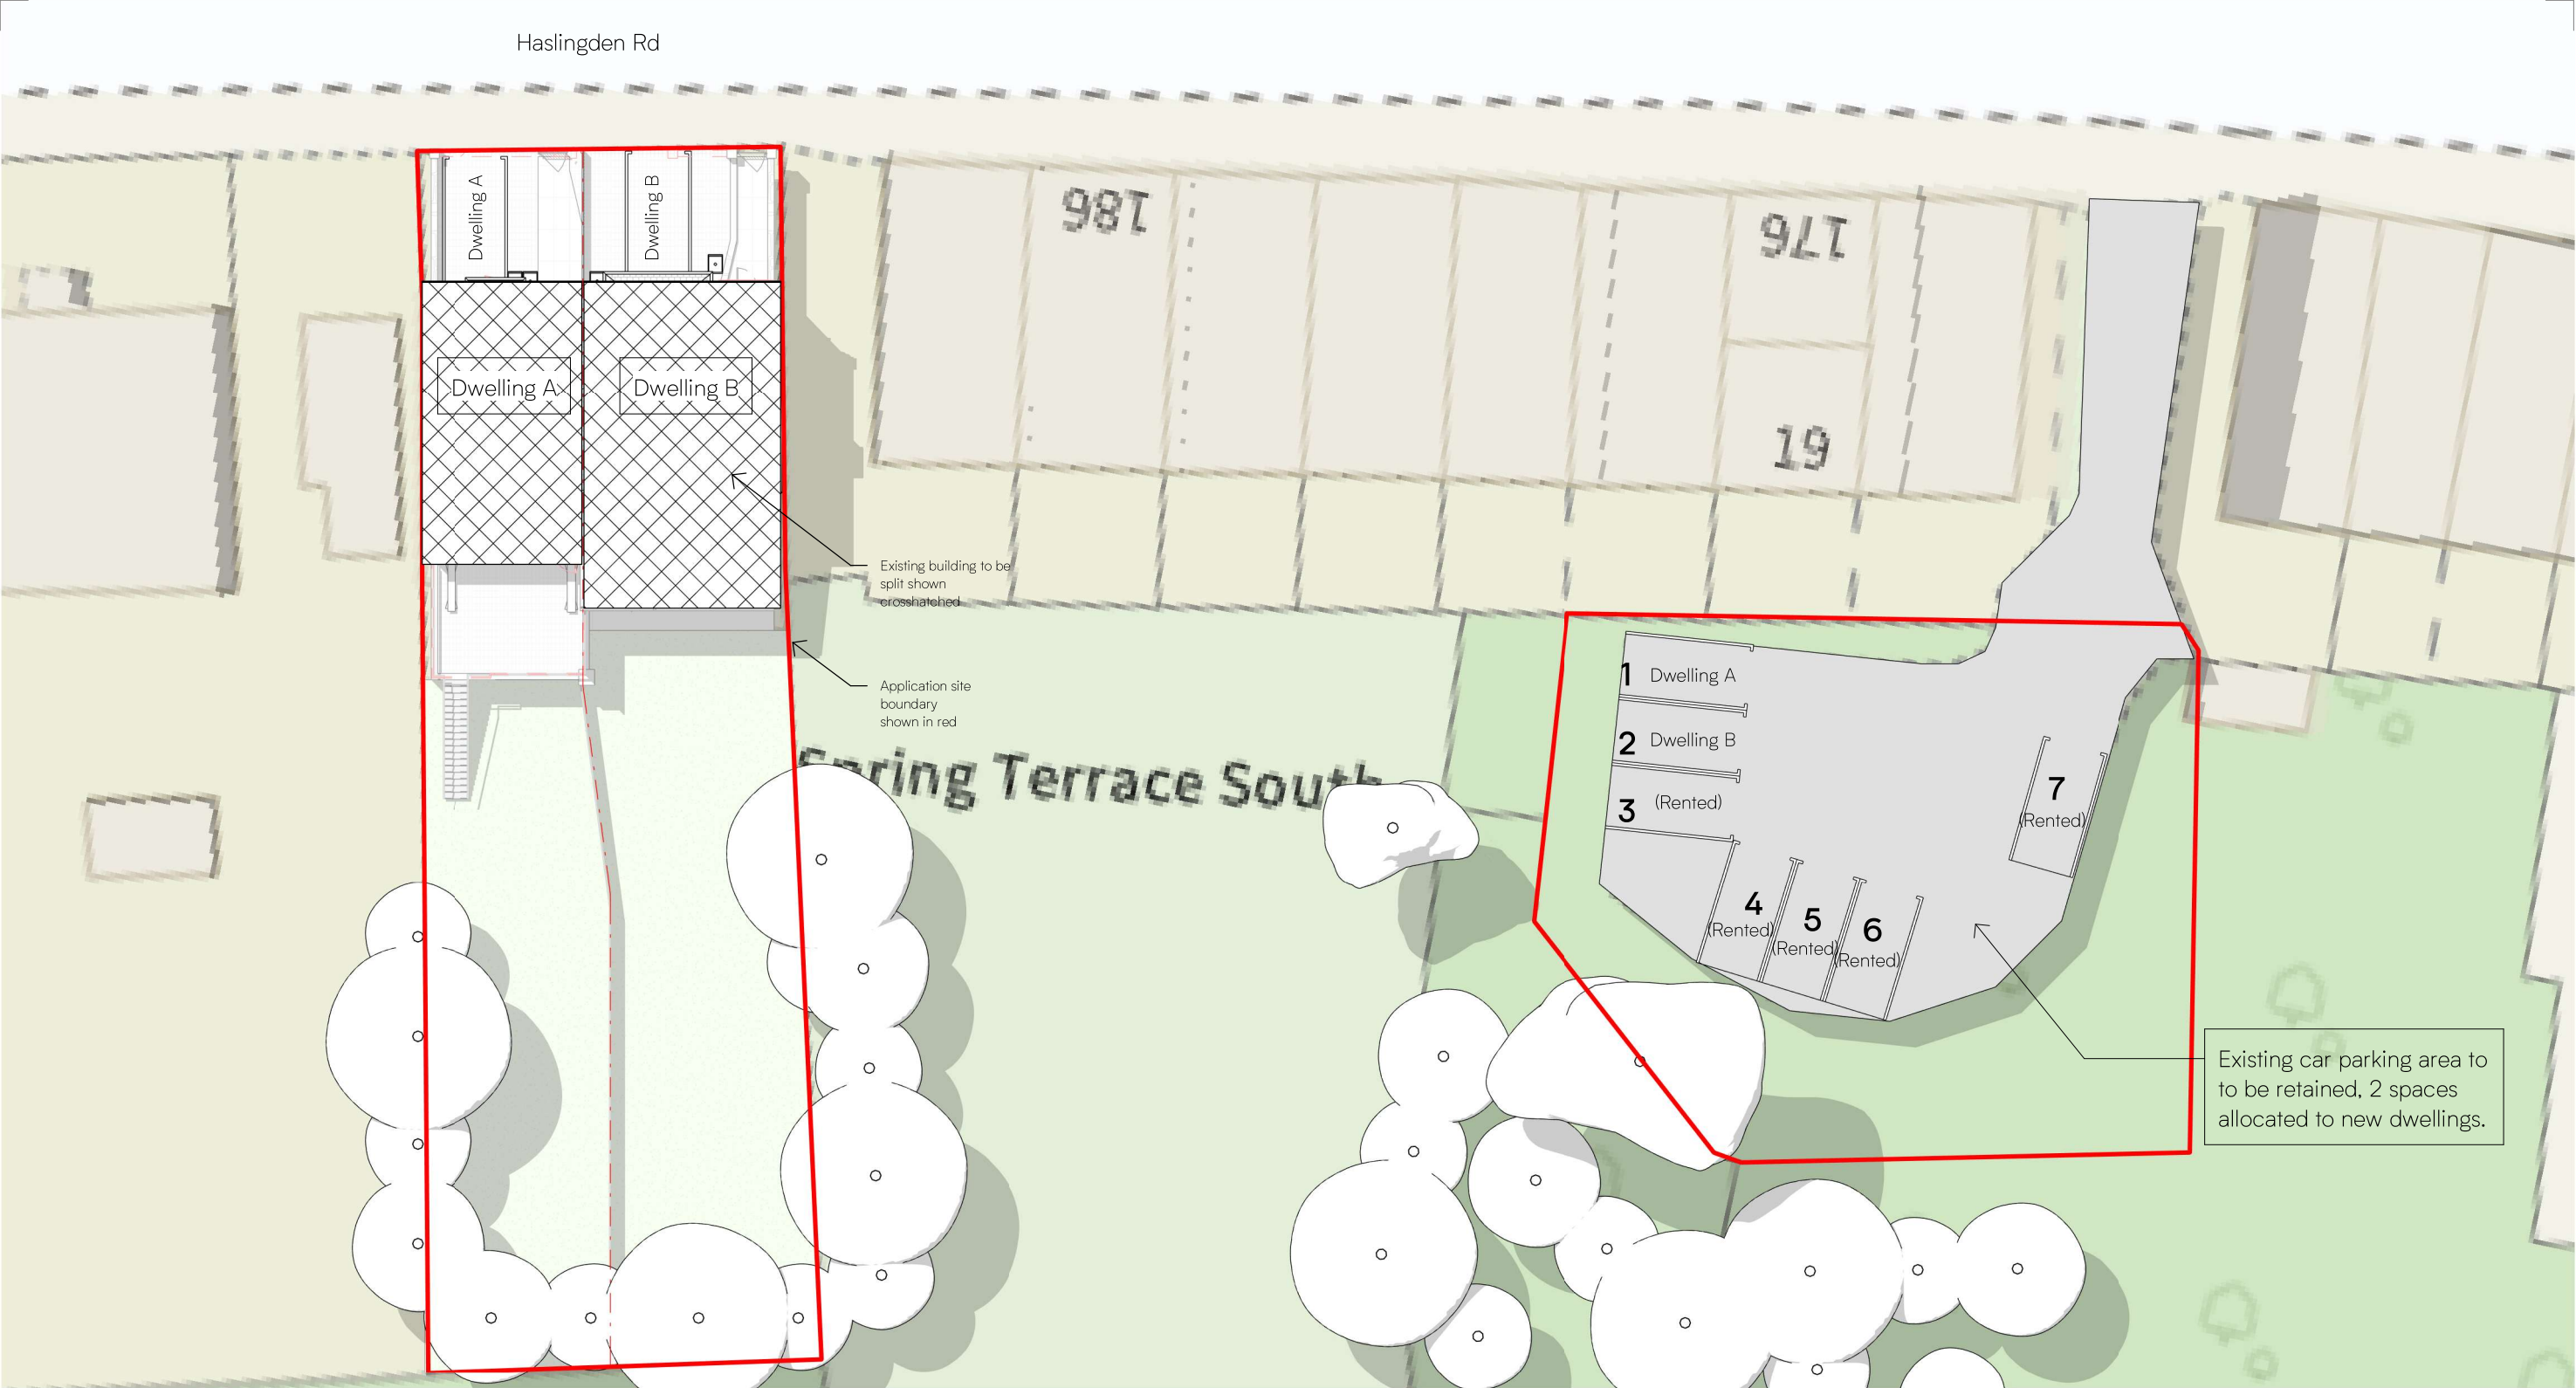 Haslingden Rd
Dwelling A
Dwelling B
186
176
19
Dwelling A
Dwelling B
Existing building to be
split shown
crosshatched
Application site
boundary
shown in red
Spring Terrace South
1 Dwelling A
2 Dwelling B
3 (Rented)
4
(Rented)
5
(Rented)
6
(Rented)
7
(Rented)
Existing car parking area to
to be retained, 2 spaces
allocated to new dwellings.